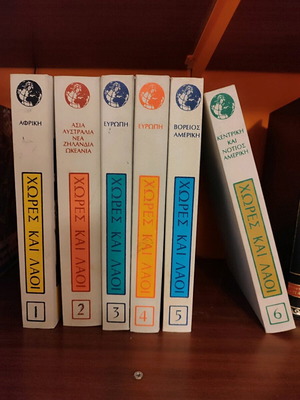 ΑΦΡΙΚΗ
ΧΩΡΕΣ ΚΑΙ ΛΑΟΙ
1
ΑΣΙΑ
ΑΥΣΤΡΑΛΙΑ
ΝΕΑ
ΖΗΛΑΝΔΙΑ
ΩΚΕΑΝΙΑ
ΧΩΡΕΣ ΚΑΙ ΛΑΟΙ
2
ΕΥΡΩΠΗ
ΧΩΡΕΣ ΚΑΙ ΛΑΟΙ
3
ΕΥΡΩΠΗ
ΧΩΡΕΣ ΚΑΙ ΛΑΟΙ
4
ΒΟΡΕΙΟΣ
ΑΜΕΡΙΚΗ
ΧΩΡΕΣ ΚΑΙ ΛΑΟΙ
5
ΚΕΝΤΡΙΚΗ
ΚΑΙ
ΝΟΤΙΟΣ
ΑΜΕΡΙΚΗ
ΧΩΡΕΣ ΚΑΙ ΛΑΟΙ
6